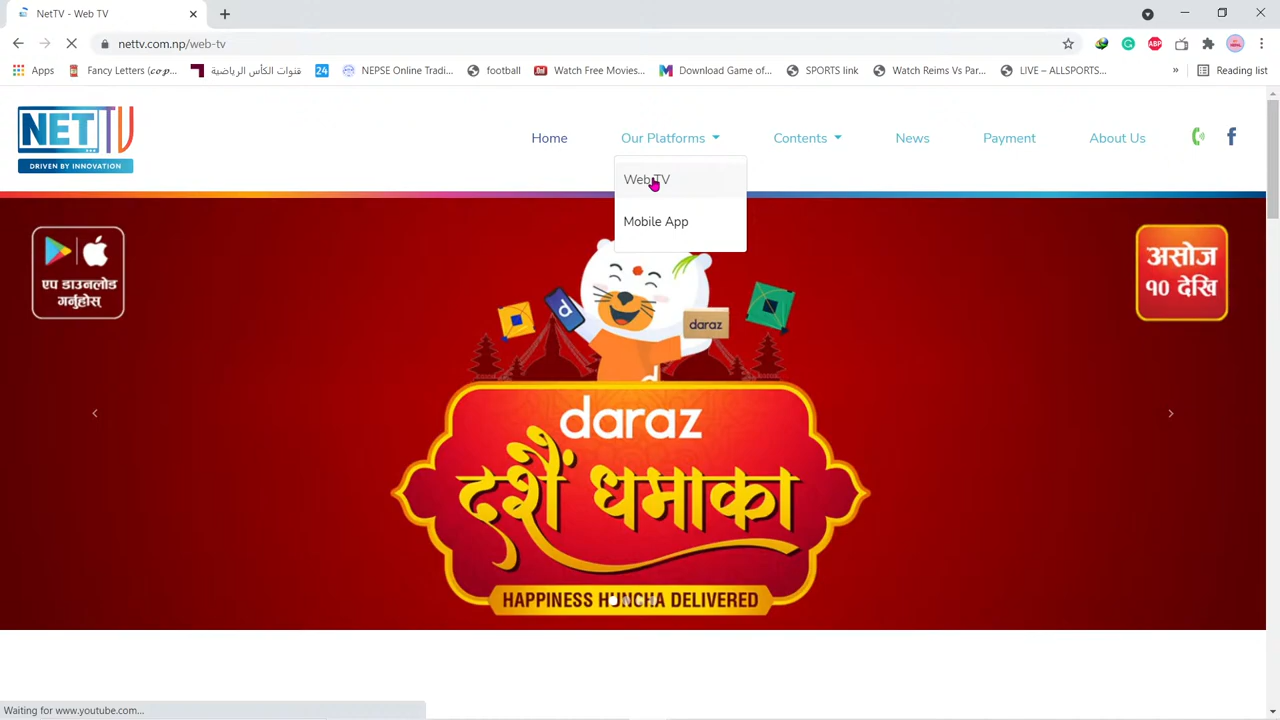 NetTV - Web TV
nettv.com.np/web-tv
ABP
Apps
Fancy Letters (𝓬𝓸𝓹...
قنوات الكأس الرياضية
24
NEPSE Online Tradi...
football
Watch Free Movies...
Download Game of...
SPORTS link
Watch Reims Vs Par...
LIVE – ALLSPORTS...
»
Reading list
NET TV
DRIVEN BY INNOVATION
Home
Our Platforms
Contents
News
Payment
About Us
Web TV
Mobile App
एप डाउनलोड
गर्नुहोस्
असोज
१० देखि
d
daraz
d
daraz
दशैं धमाका
HAPPINESS HUNCHA DELIVERED
Waiting for www.youtube.com...